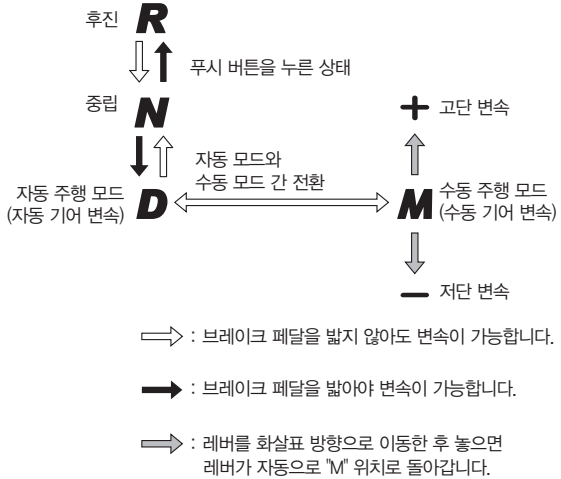 후진 R
푸시 버튼을 누른 상태
중립 N
+ 고단 변속
자동 모드와
수동 모드 간 전환
자동 주행 모드
(자동 기어 변속) D
M 수동 주행 모드
(수동 기어 변속)
− 저단 변속
: 브레이크 페달을 밟지 않아도 변속이 가능합니다.
: 브레이크 페달을 밟아야 변속이 가능합니다.
: 레버를 화살표 방향으로 이동한 후 놓으면
레버가 자동으로 "M" 위치로 돌아갑니다.